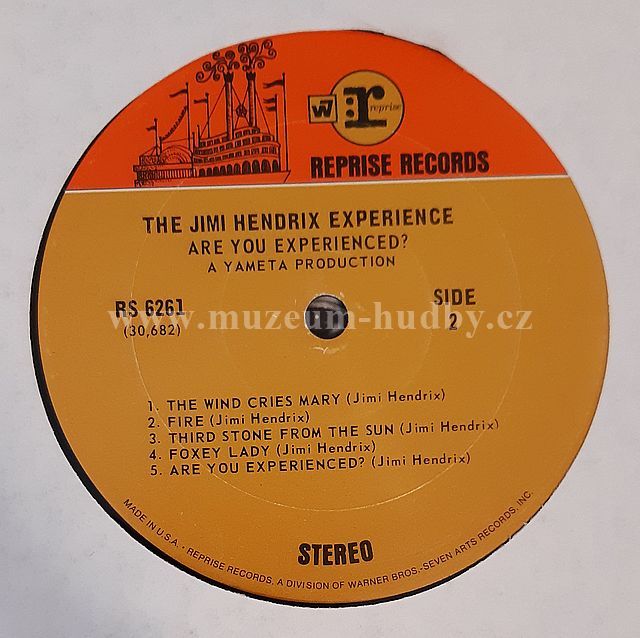 W7 r reprise
REPRISE RECORDS
THE JIMI HENDRIX EXPERIENCE
ARE YOU EXPERIENCED?
A YAMETA PRODUCTION
RS 6261
(30,682)
SIDE
2
www.muzeum-hudby.cz
1. THE WIND CRIES MARY (Jimi Hendrix)
2. FIRE (Jimi Hendrix)
3. THIRD STONE FROM THE SUN (Jimi Hendrix)
4. FOXEY LADY (Jimi Hendrix)
5. ARE YOU EXPERIENCED? (Jimi Hendrix)
STEREO
MADE IN U.S.A. • REPRISE RECORDS, A DIVISION OF WARNER BROS.-SEVEN ARTS RECORDS, INC.